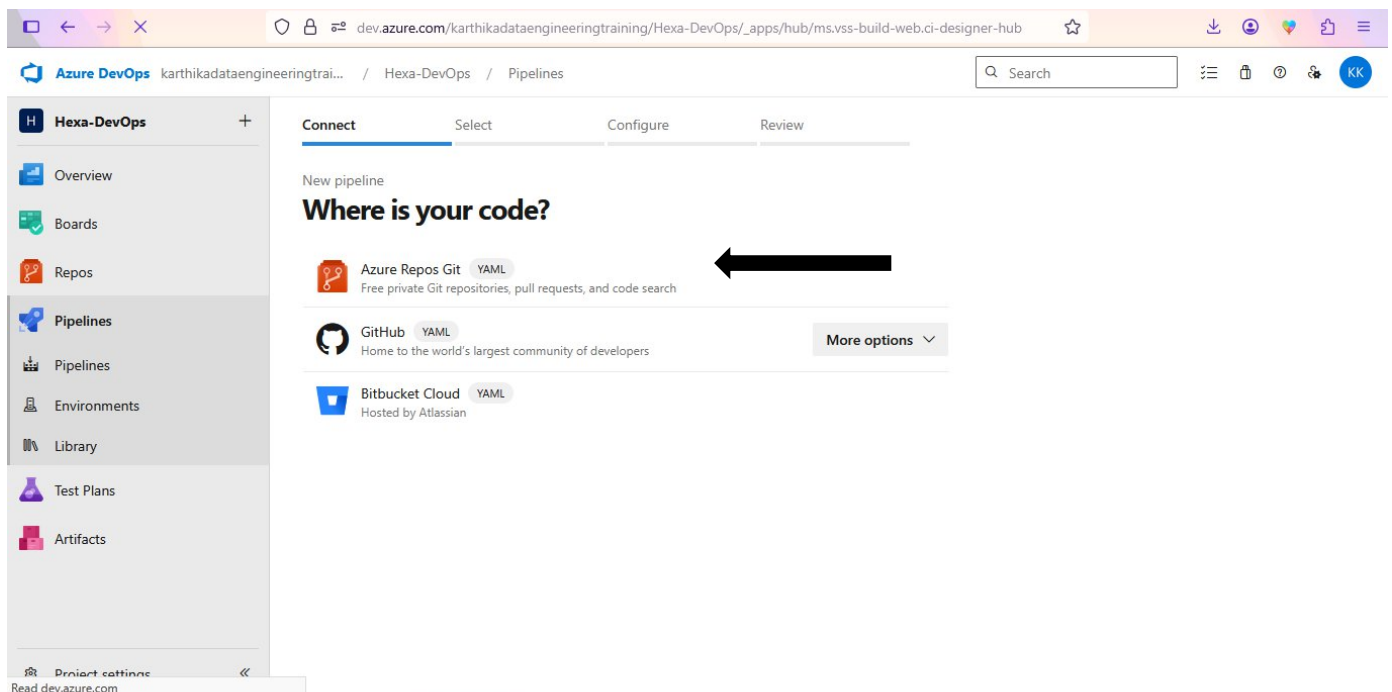 dev.azure.com/karthikadataengineeringtraining/Hexa-DevOps/_apps/hub/ms.vss-build-web.ci-designer-hub
Azure DevOps karthikadataengineeringtrai... / Hexa-DevOps / Pipelines
Search
KK
H Hexa-DevOps +
Overview
Boards
Repos
Pipelines
Pipelines
Environments
Library
Test Plans
Artifacts
Project settings
Read dev.azure.com
Connect Select Configure Review
New pipeline
Where is your code?
Azure Repos Git YAML
Free private Git repositories, pull requests, and code search
GitHub YAML
Home to the world's largest community of developers
More options
Bitbucket Cloud YAML
Hosted by Atlassian